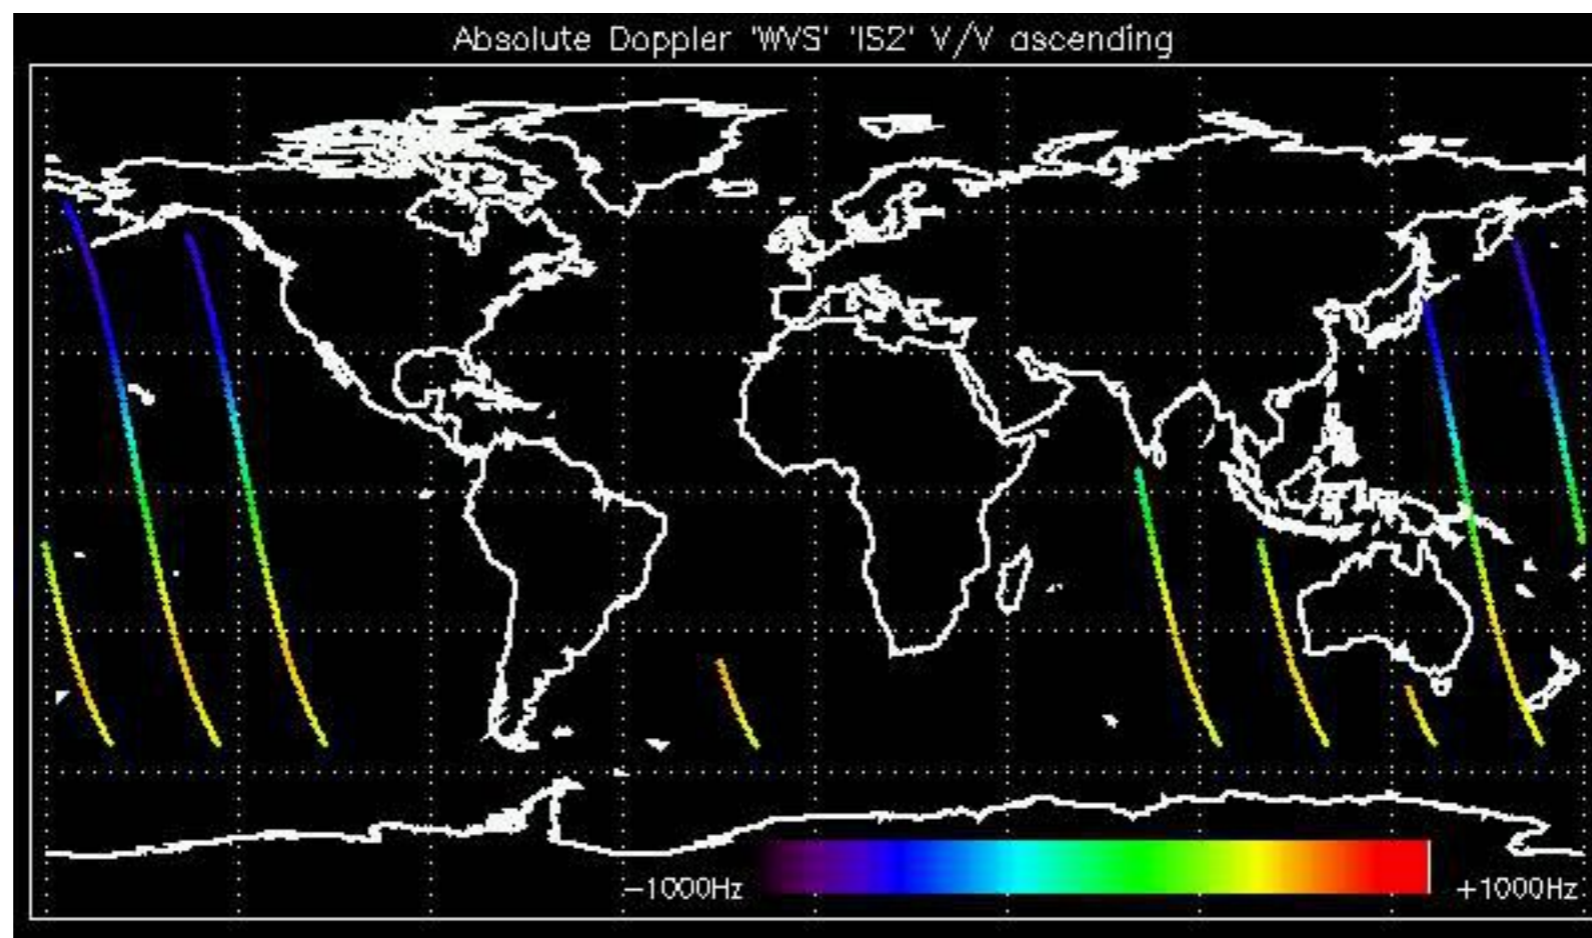 Absolute Doppler 'WVS' 'IS2' V/V ascending
−1000Hz +1000Hz